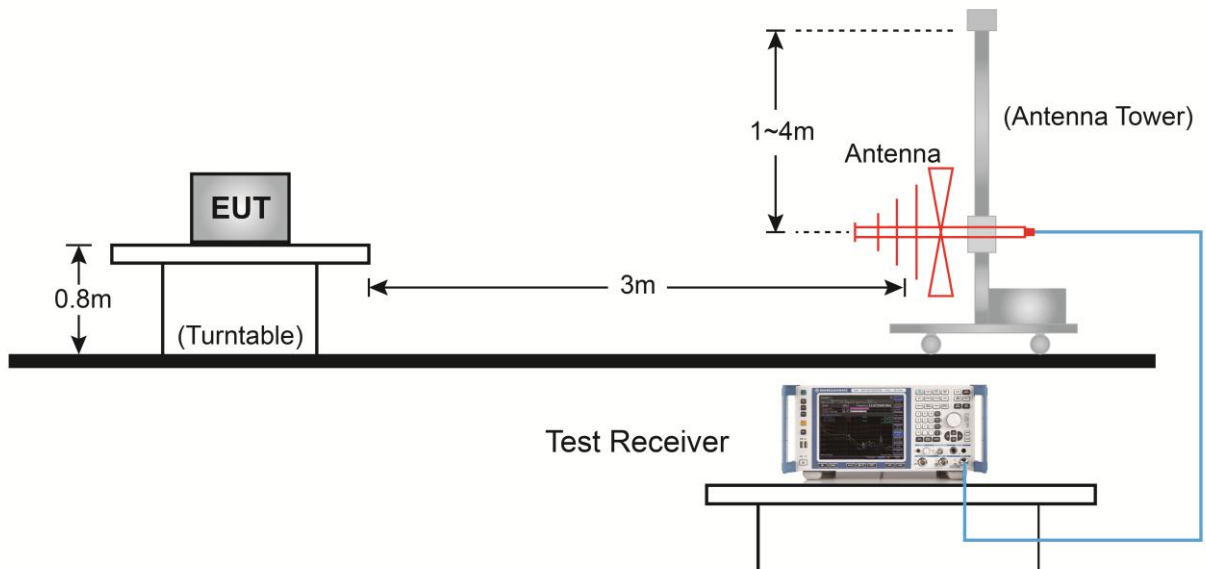 1~4m
(Antenna Tower)
Antenna
EUT
0.8m
3m
(Turntable)
Test Receiver